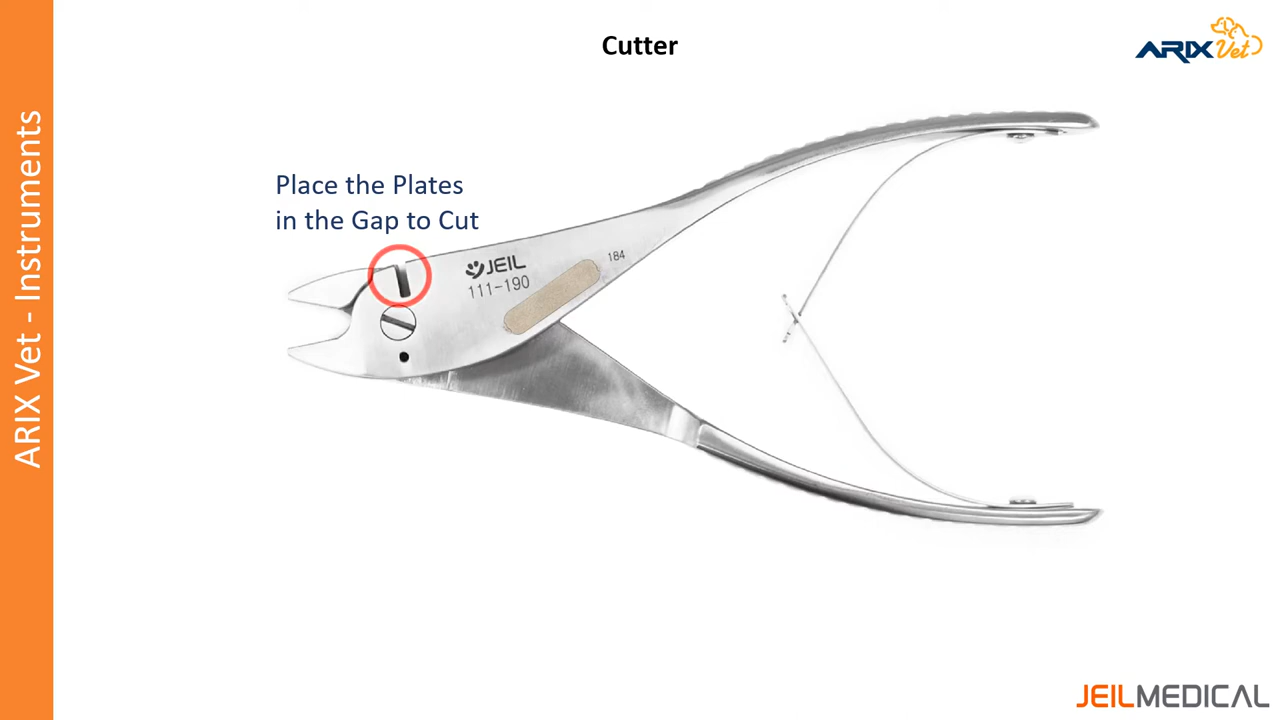 Cutter
ARIX Vet
ARIX Vet - Instruments
Place the Plates
in the Gap to Cut
JEIL
111-190
184
JEILMEDICAL